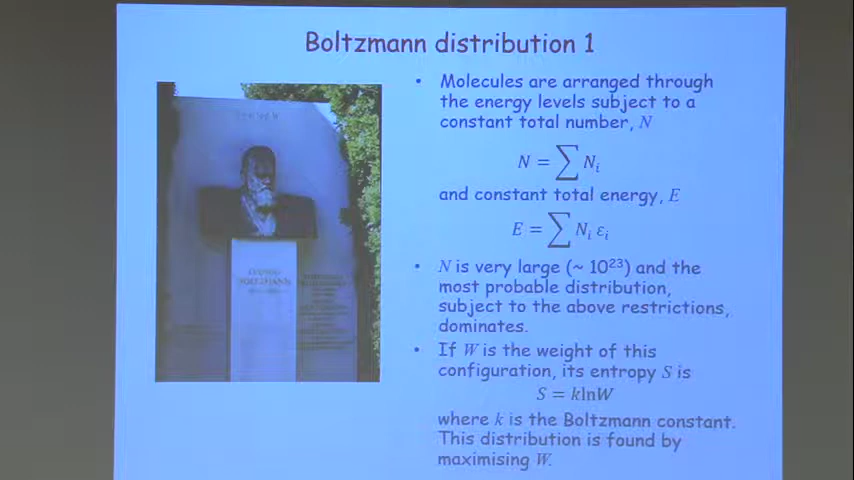 Boltzmann distribution 1
• Molecules are arranged through
the energy levels subject to a
constant total number, N
N = ∑ Nᵢ
and constant total energy, E
E = ∑ Nᵢ εᵢ
• N is very large (~ 10²³) and the
most probable distribution,
subject to the above restrictions,
dominates.
• If W is the weight of this
configuration, its entropy S is
S = klnW
where k is the Boltzmann constant.
This distribution is found by
maximising W.
LUDWIG
BOLTZMANN